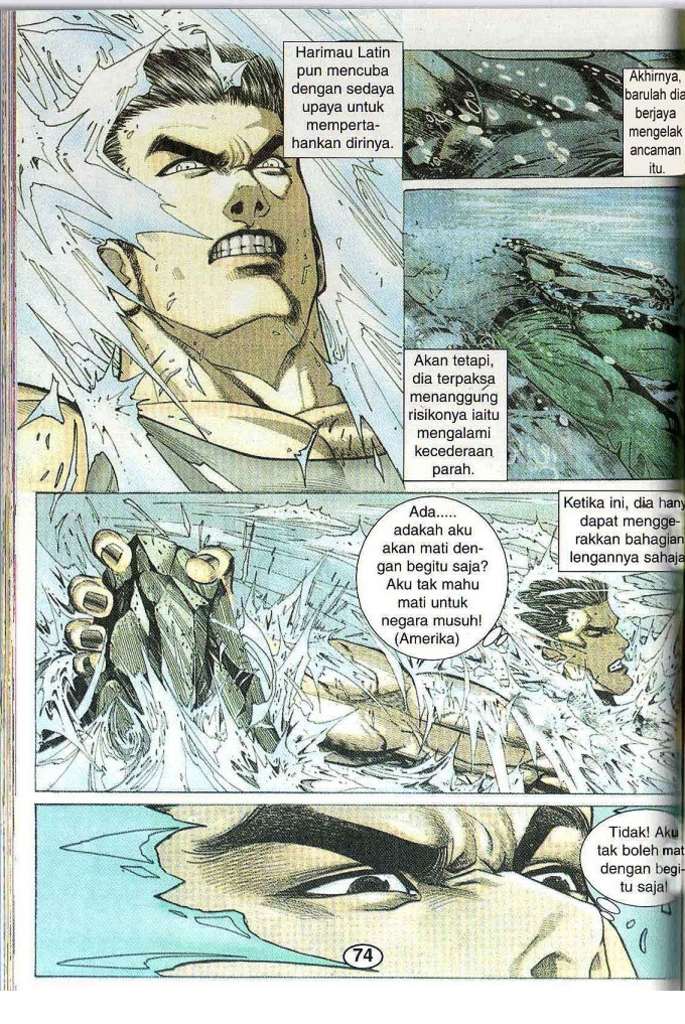 Harimau Latin
pun mencuba
dengan sedaya
upaya untuk
memperta-
hankan dirinya.
Akhirnya,
barulah dia
berjaya
mengelak
ancaman
itu.
Akan tetapi,
dia terpaksa
menanggung
risikonya iaitu
mengalami
kecederaan
parah.
Ada.....
adakah aku
akan mati den-
gan begitu saja?
Aku tak mahu
mati untuk
negara musuh!
(Amerika)
Ketika ini, dia hany
dapat mengge-
rakkan bahagian
lengannya sahaja
Tidak! Aku
tak boleh mat
dengan begi-
tu saja!
74